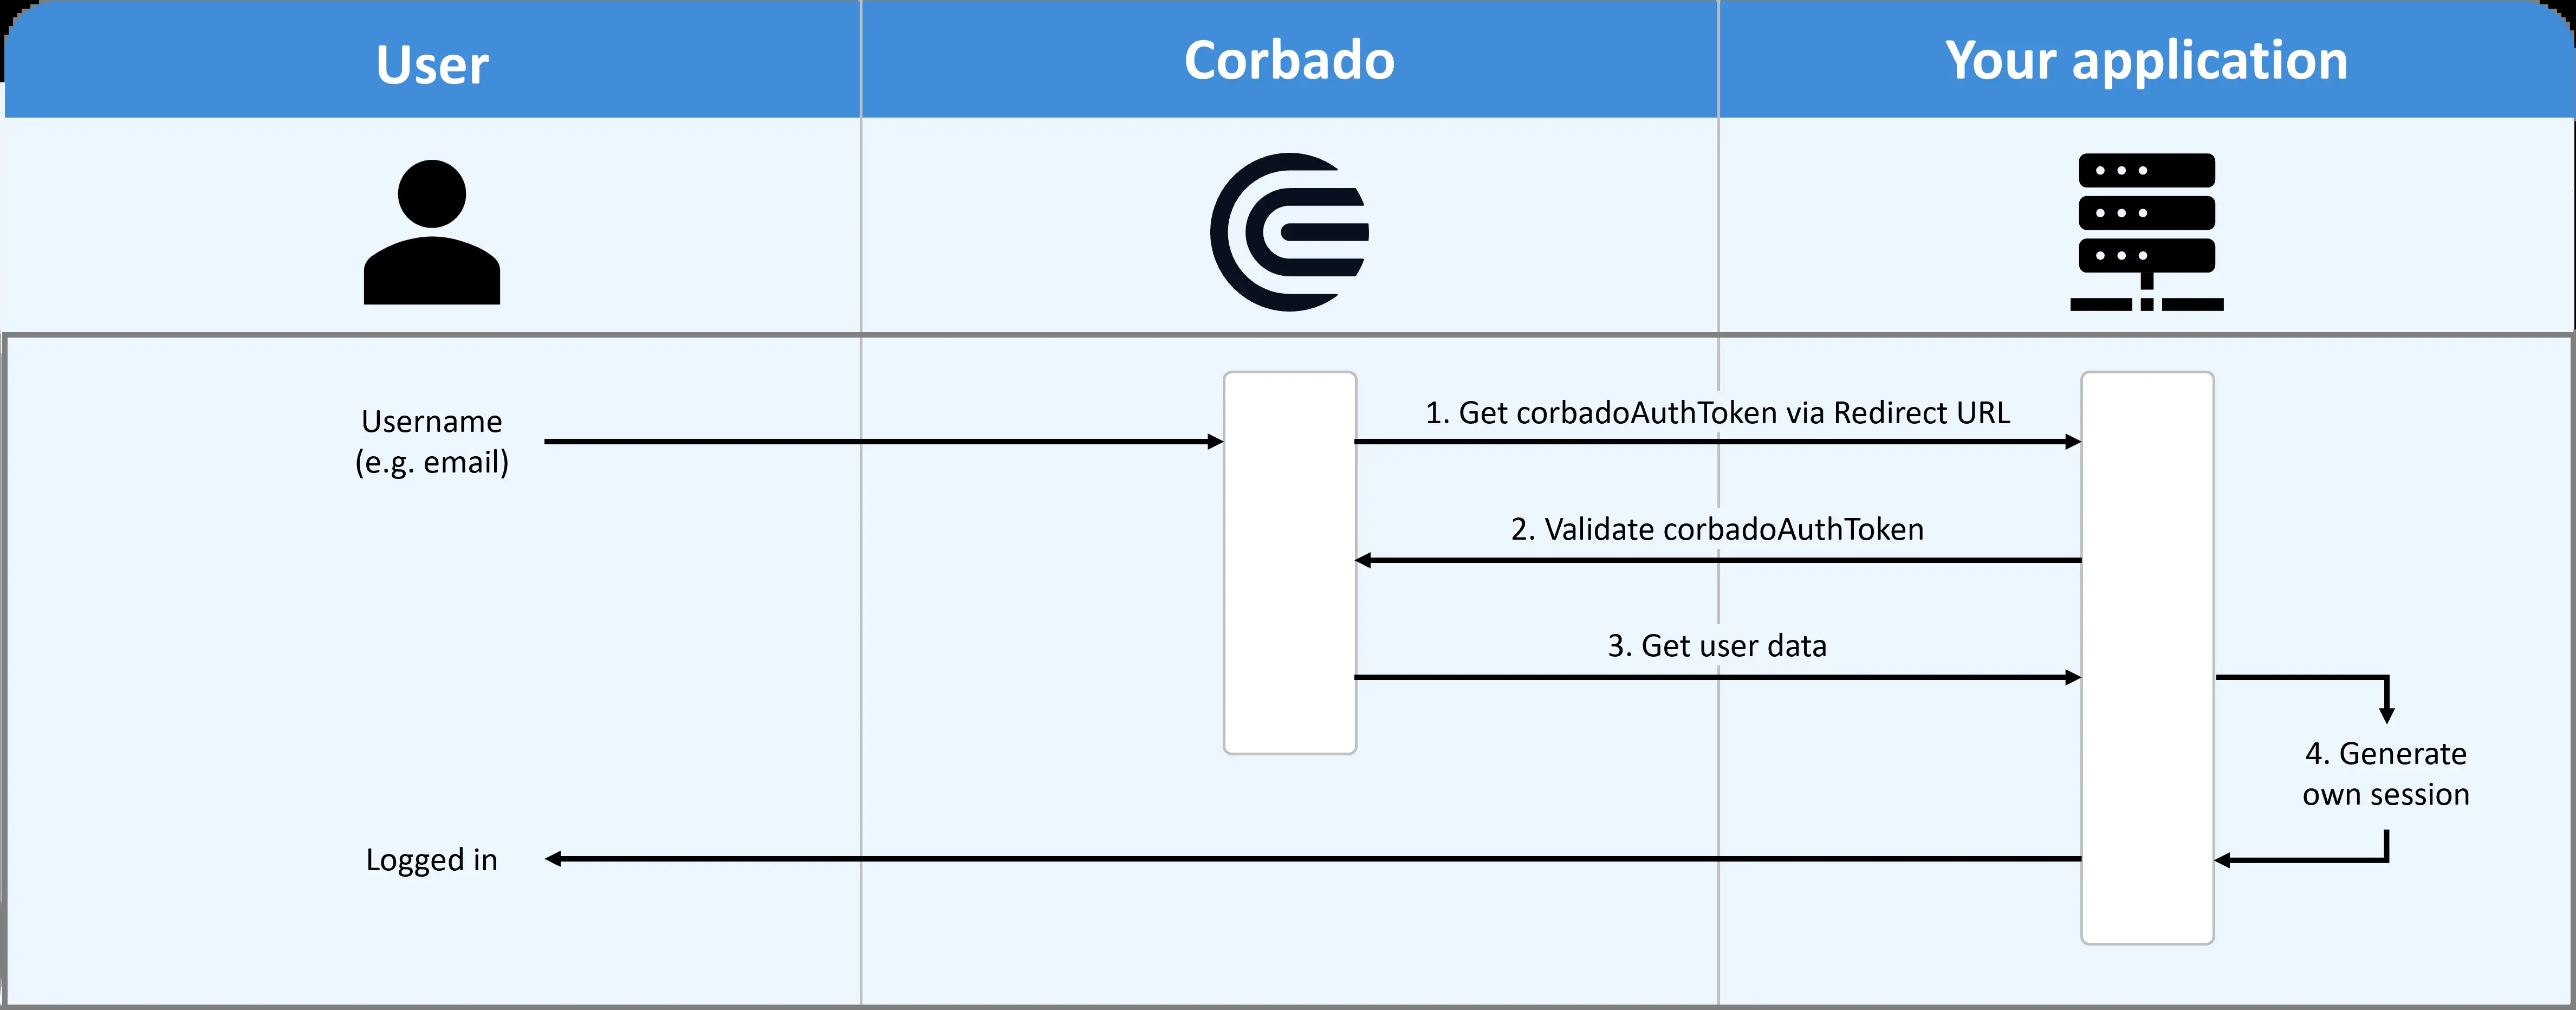 User
Corbado
Your application
Username
(e.g. email)
1. Get corbadoAuthToken via Redirect URL
2. Validate corbadoAuthToken
3. Get user data
4. Generate
own session
Logged in